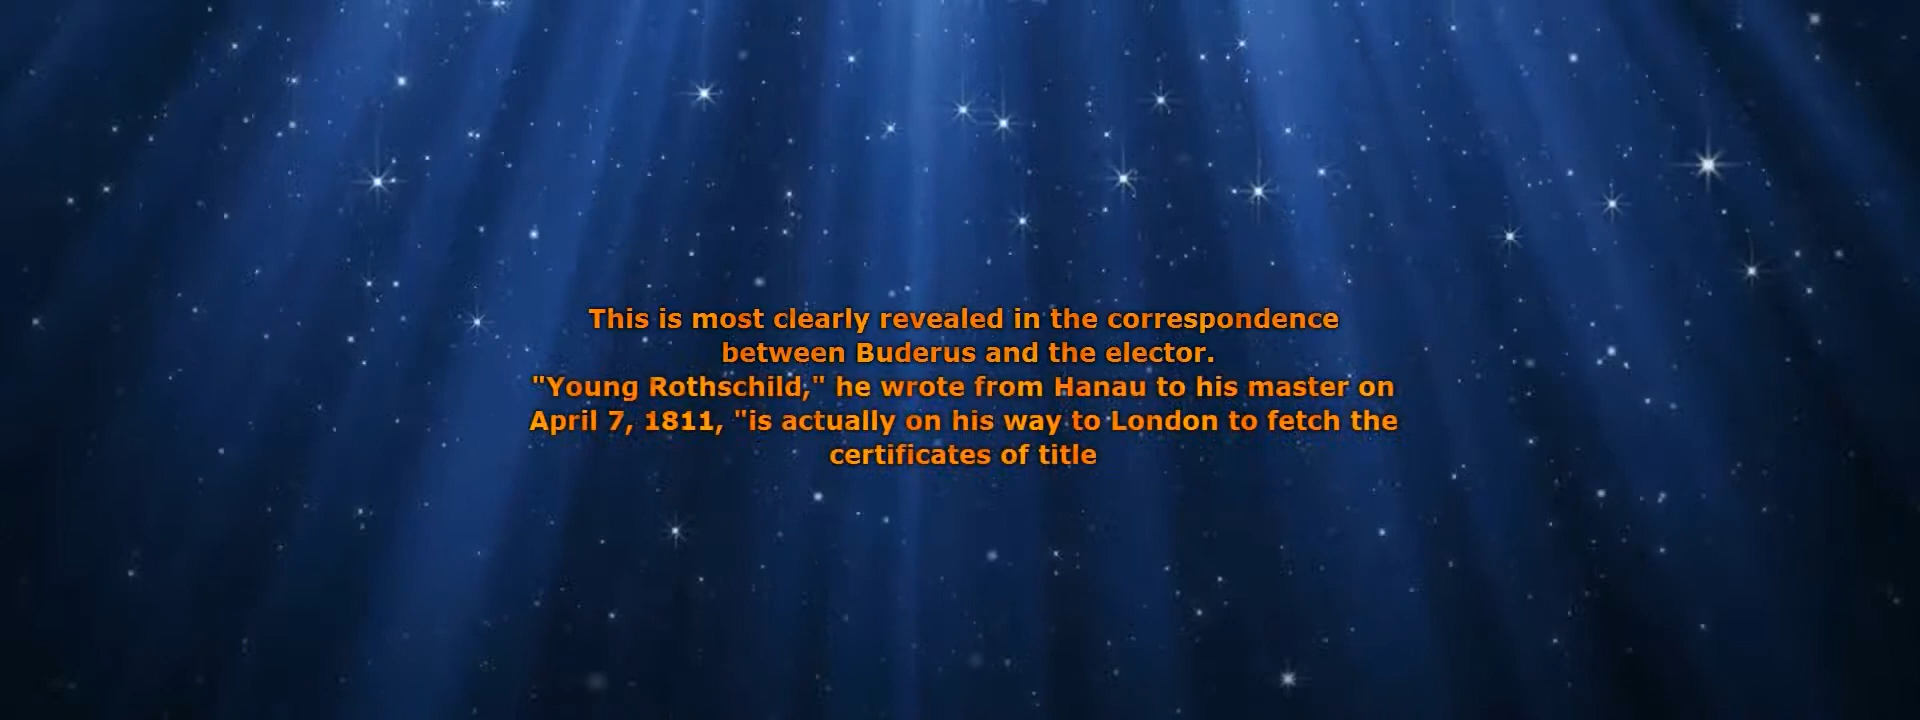 This is most clearly revealed in the correspondence
between Buderus and the elector.
"Young Rothschild," he wrote from Hanau to his master on
April 7, 1811, "is actually on his way to London to fetch the
certificates of title